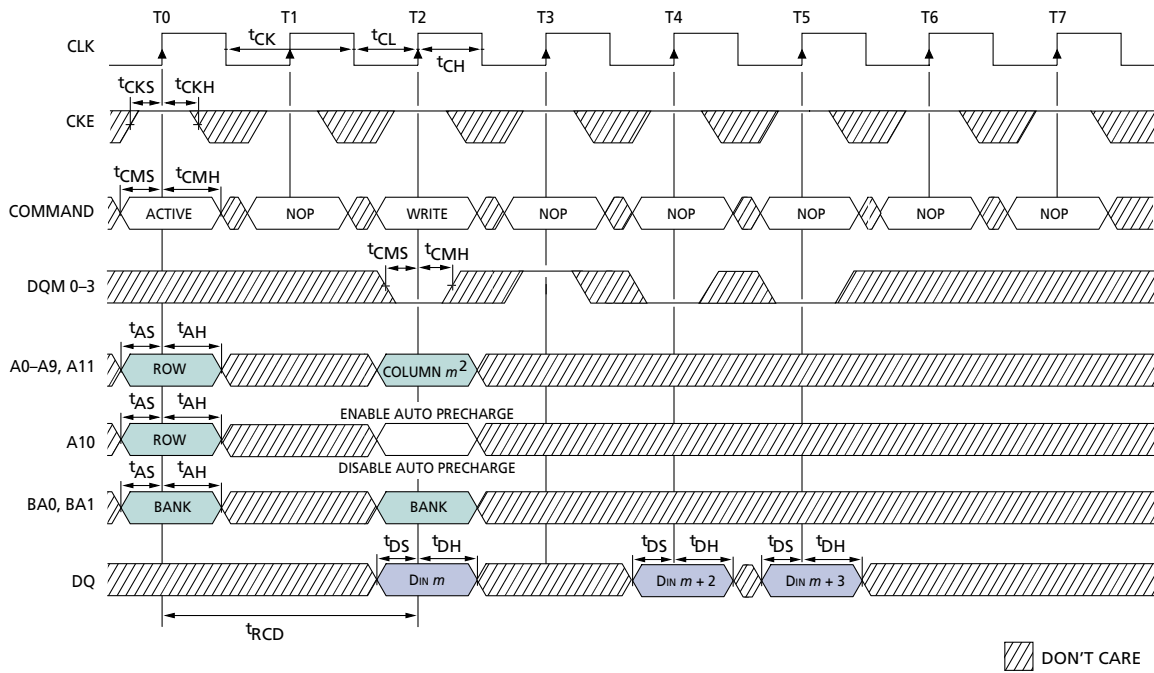 T0 T1 T2 T3 T4 T5 T6 T7
CLK tCK tCL tCH
tCKS tCKH
CKE
tCMS tCMH
COMMAND ACTIVE NOP WRITE NOP NOP NOP NOP NOP
tCMS tCMH
DQM 0–3
tAS tAH
A0–A9, A11 ROW COLUMN m2
tAS tAH ENABLE AUTO PRECHARGE
A10 ROW
tAS tAH DISABLE AUTO PRECHARGE
BA0, BA1 BANK BANK
tDS tDH tDS tDH tDS tDH
DQ DIN m DIN m + 2 DIN m + 3
tRCD
DON'T CARE